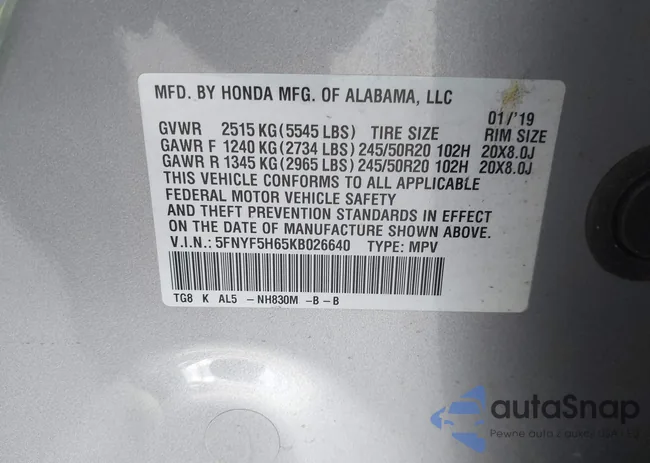 MFD. BY HONDA MFG. OF ALABAMA, LLC
01/'19
GVWR 2515 KG (5545 LBS) TIRE SIZE RIM SIZE
GAWR F 1240 KG (2734 LBS) 245/50R20 102H 20X8.0J
GAWR R 1345 KG (2965 LBS) 245/50R20 102H 20X8.0J
THIS VEHICLE CONFORMS TO ALL APPLICABLE
FEDERAL MOTOR VEHICLE SAFETY
AND THEFT PREVENTION STANDARDS IN EFFECT
ON THE DATE OF MANUFACTURE SHOWN ABOVE.
V.I.N.: 5FNYF5H65KB026640 TYPE: MPV
TG8 K AL5 -NH830M -B-B
autoSnap
Pewne auto z